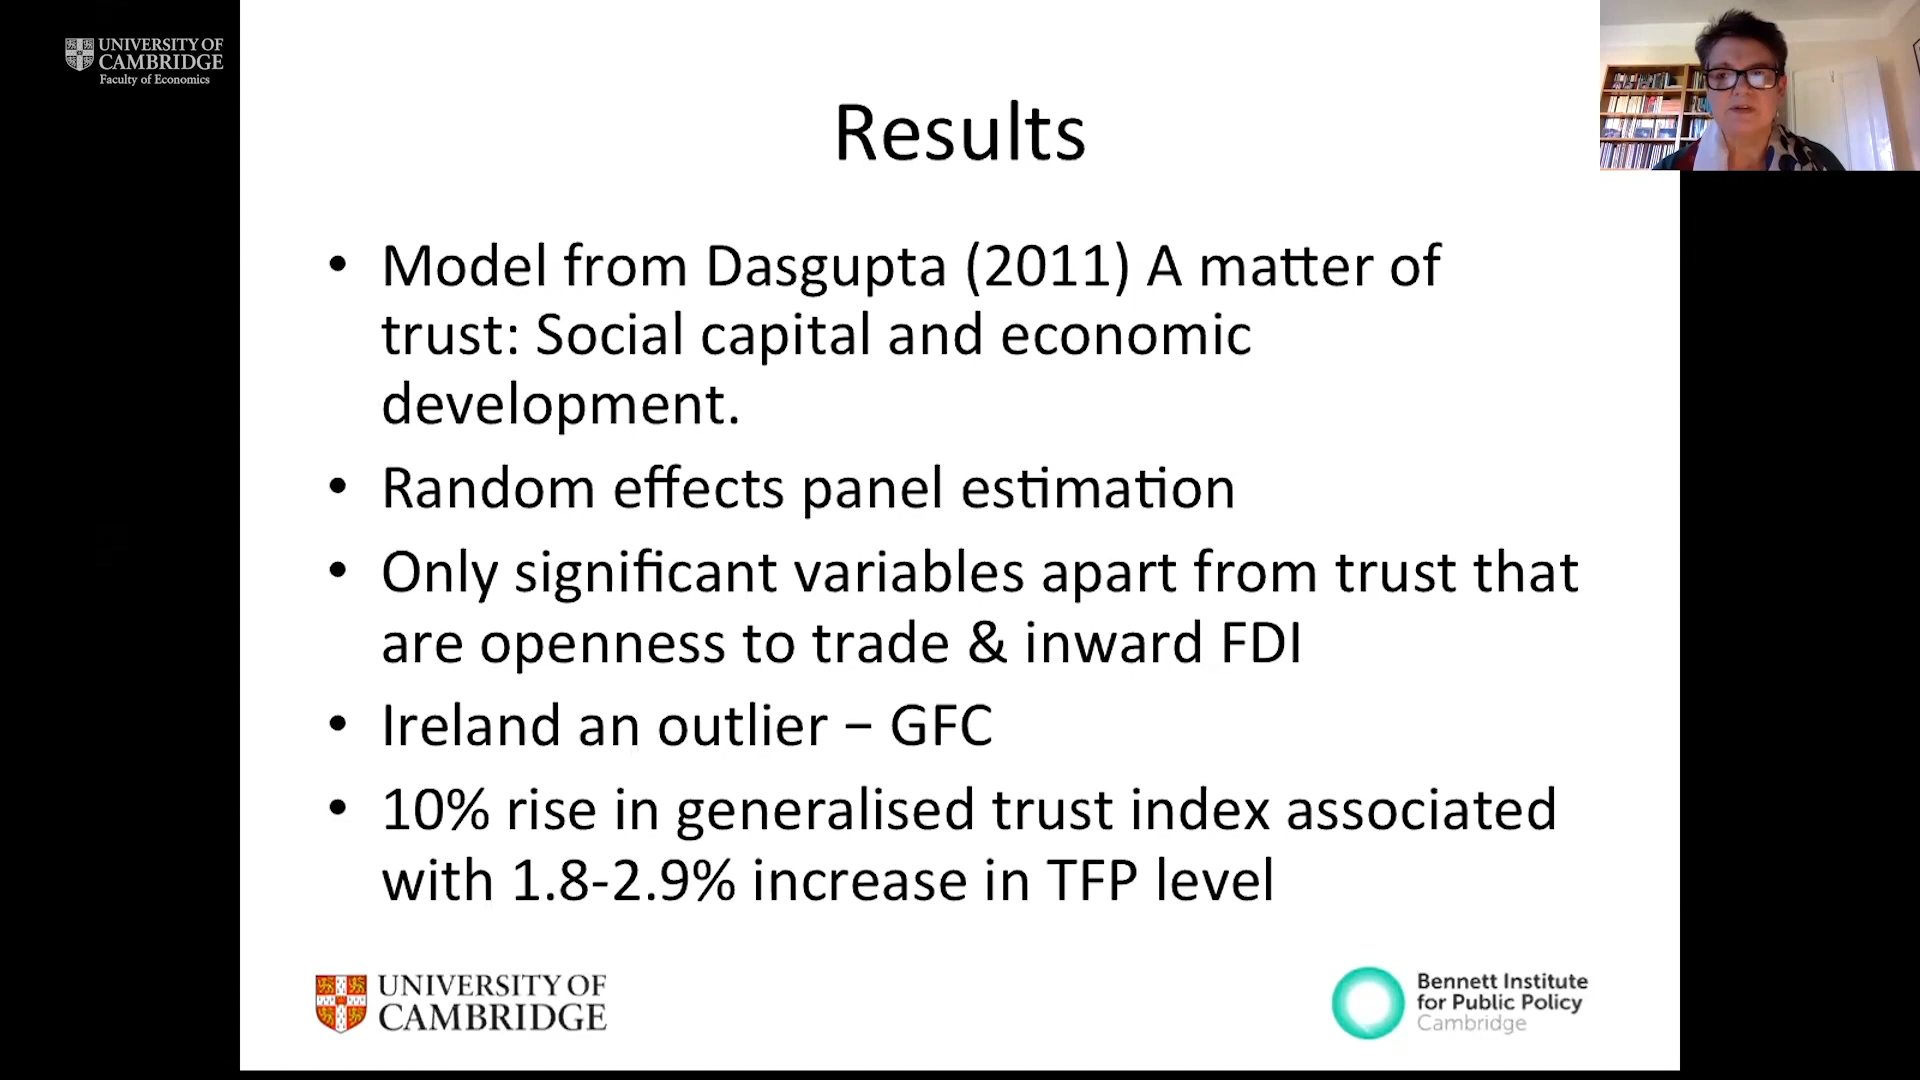 UNIVERSITY OF
CAMBRIDGE
Faculty of Economics
Results
• Model from Dasgupta (2011) A matter of
trust: Social capital and economic
development.
• Random effects panel estimation
• Only significant variables apart from trust that
are openness to trade & inward FDI
• Ireland an outlier – GFC
• 10% rise in generalised trust index associated
with 1.8-2.9% increase in TFP level
UNIVERSITY OF
CAMBRIDGE
Bennett Institute
for Public Policy
Cambridge